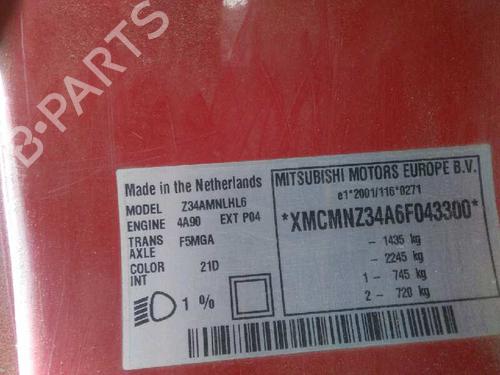 B-PARTS
Made in the Netherlands
MODEL Z34AMNLHL6
ENGINE 4A90 EXT P04
TRANS AXLE F5MGA
COLOR INT 21D
1 %
MITSUBISHI MOTORS EUROPE B.V.
e1*2001/116*0271
*XMCMNZ34A6F043300*
- 1435 kg
- 2245 kg
1 - 745 kg
2 - 720 kg